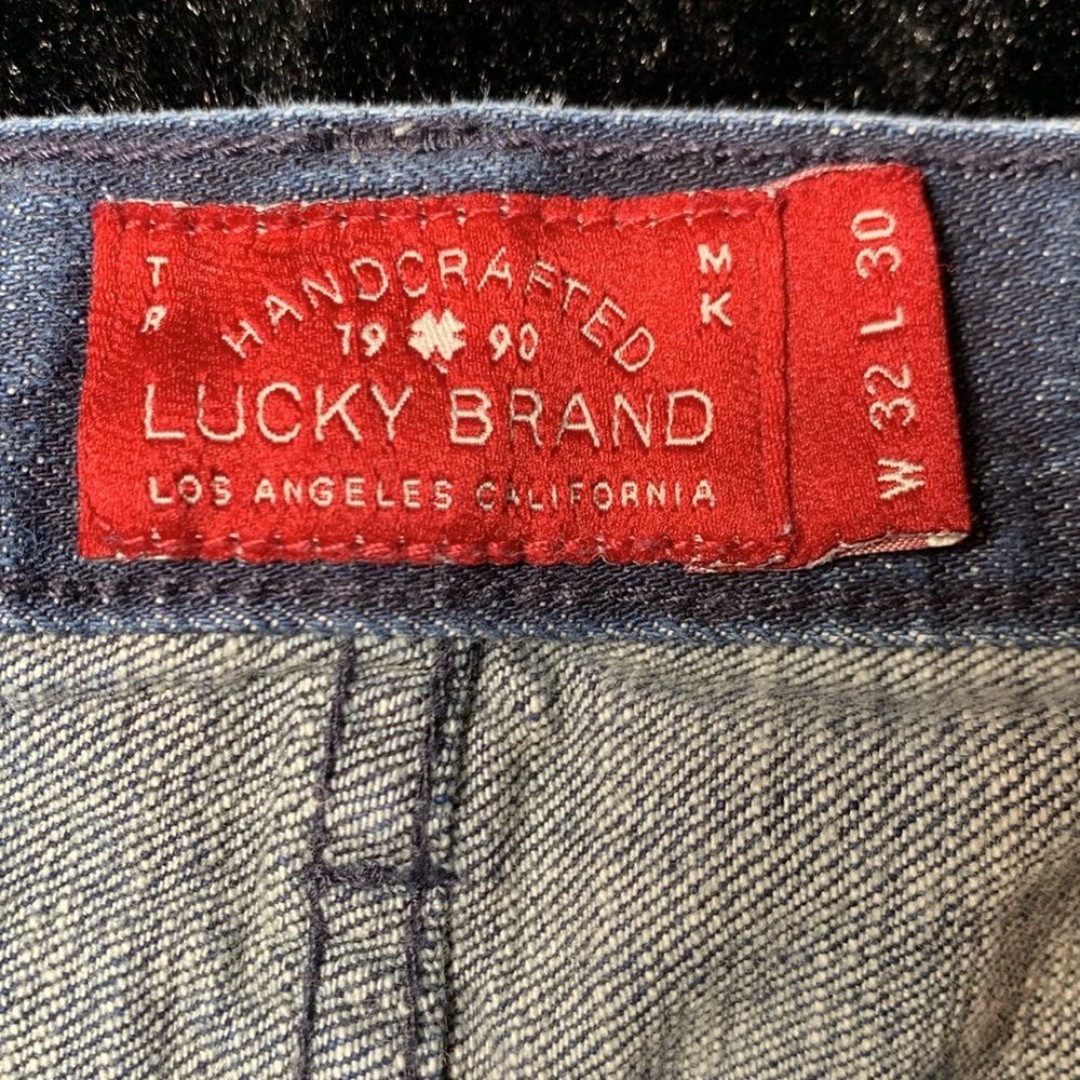 HANDCRAFTED
TR MK
19 90
LUCKY BRAND
LOS ANGELES CALIFORNIA
W 32 L 30